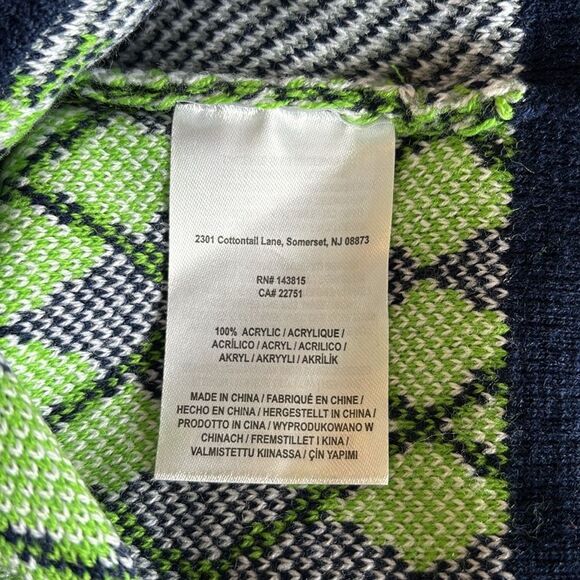 2301 Cottontail Lane, Somerset, NJ 08873
RN# 143815
CA# 22751
100% ACRYLIC / ACRYLIQUE /
ACRÍLICO / ACRYL / ACRILICO /
AKRYL / AKRYYLI / AKRİLİK
MADE IN CHINA / FABRIQUÉ EN CHINE /
HECHO EN CHINA / HERGESTELLT IN CHINA /
PRODOTTO IN CINA / WYPRODUKOWANO W
CHINACH / FREMSTILLET I KINA /
VALMISTETTU KIINASSA / ÇİN YAPIMI